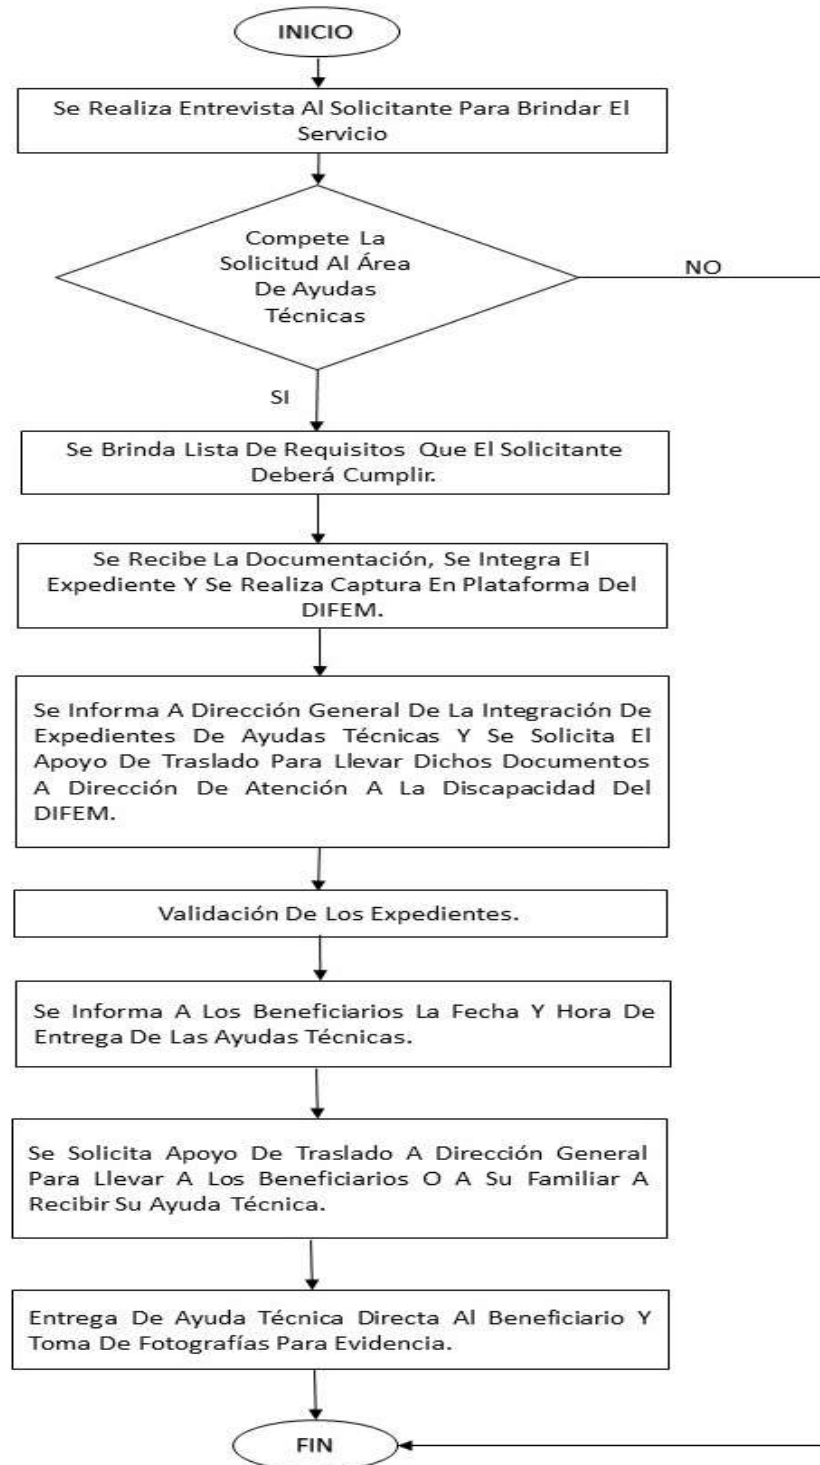 INICIO
Se Realiza Entrevista Al Solicitante Para Brindar El
Servicio
Compete La
Solicitud Al Área
De Ayudas
Técnicas
NO
SI
Se Brinda Lista De Requisitos Que El Solicitante
Deberá Cumplir.
Se Recibe La Documentación, Se Integra El
Expediente Y Se Realiza Captura En Plataforma Del
DIFEM.
Se Informa A Dirección General De La Integración De
Expedientes De Ayudas Técnicas Y Se Solicita El
Apoyo De Traslado Para Llevar Dichos Documentos
A Dirección De Atención A La Discapacidad Del
DIFEM.
Validación De Los Expedientes.
Se Informa A Los Beneficiarios La Fecha Y Hora De
Entrega De Las Ayudas Técnicas.
Se Solicita Apoyo De Traslado A Dirección General
Para Llevar A Los Beneficiarios O A Su Familiar A
Recibir Su Ayuda Técnica.
Entrega De Ayuda Técnica Directa Al Beneficiario Y
Toma De Fotografías Para Evidencia.
FIN